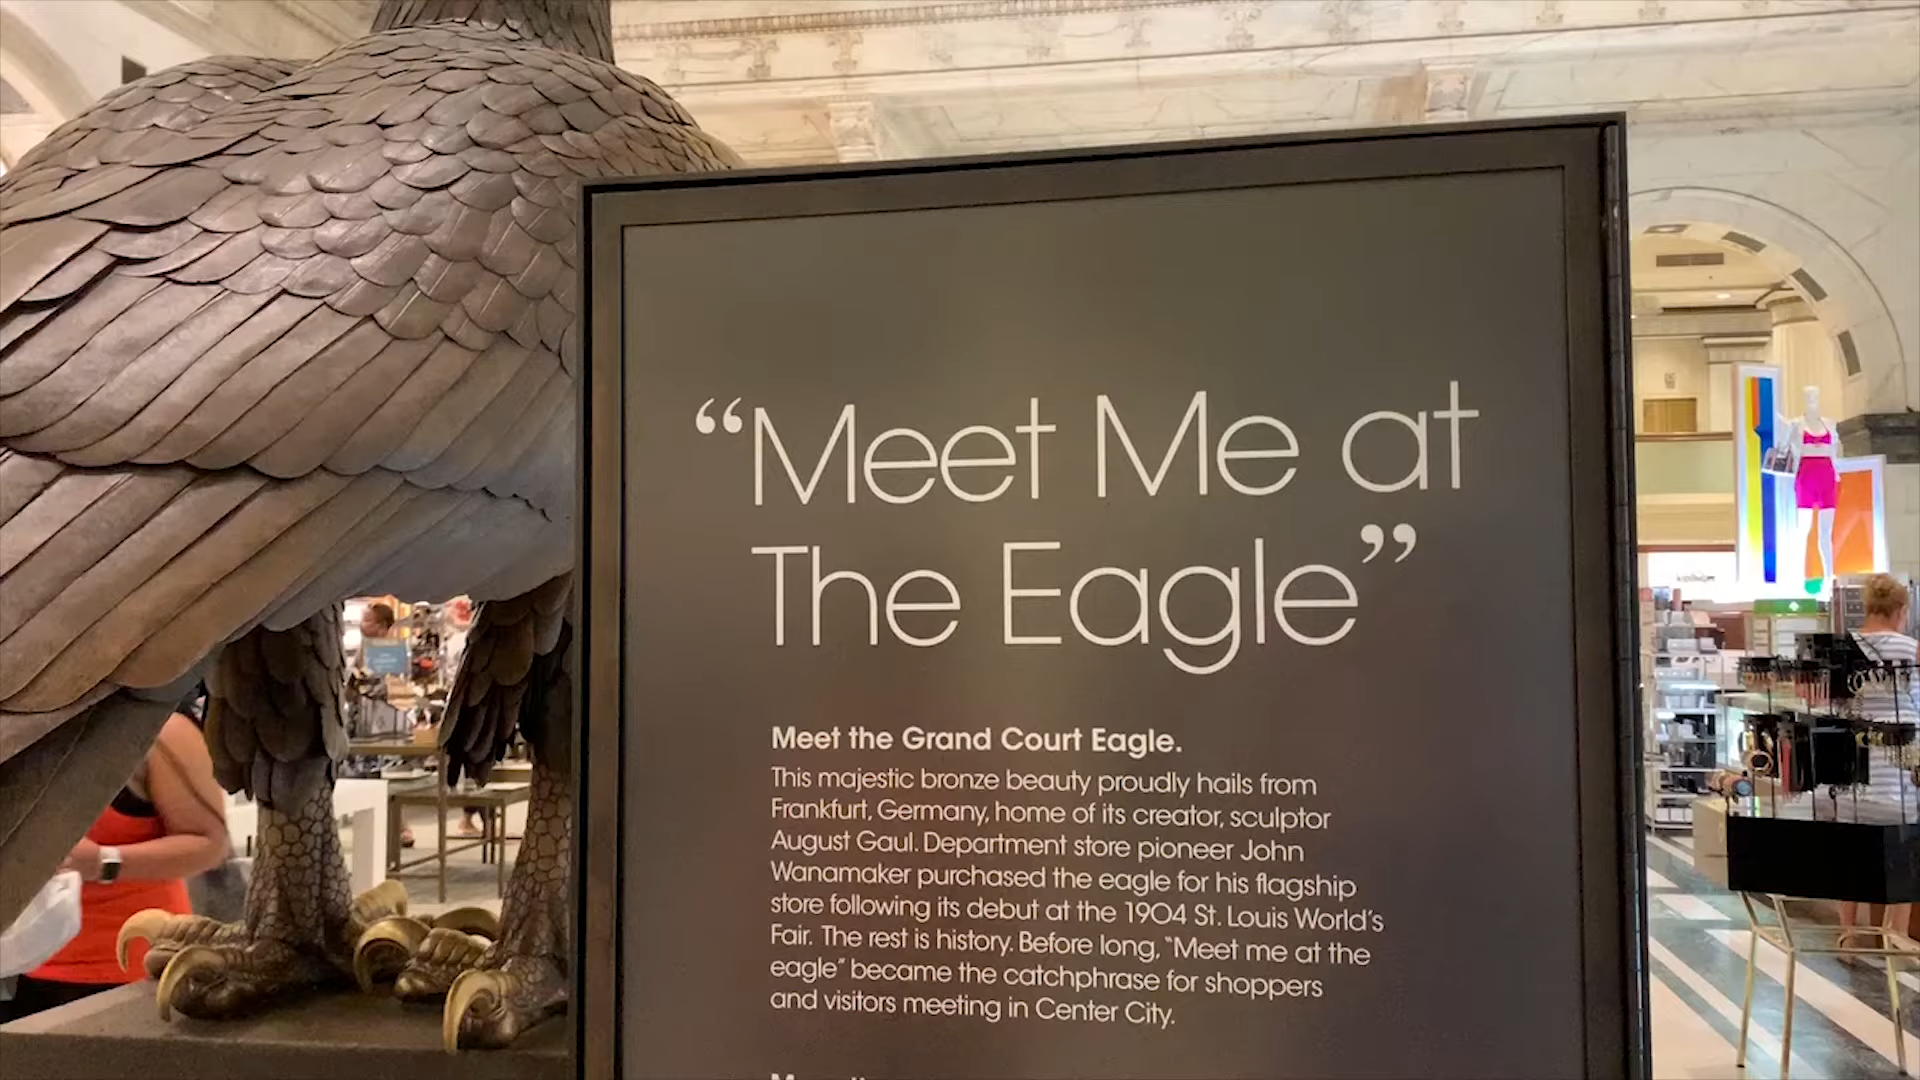 “Meet Me at
The Eagle”
Meet the Grand Court Eagle.
This majestic bronze beauty proudly hails from
Frankfurt, Germany, home of its creator, sculptor
August Gaul. Department store pioneer John
Wanamaker purchased the eagle for his flagship
store following its debut at the 1904 St. Louis World's
Fair. The rest is history. Before long, "Meet me at the
eagle" became the catchphrase for shoppers
and visitors meeting in Center City.